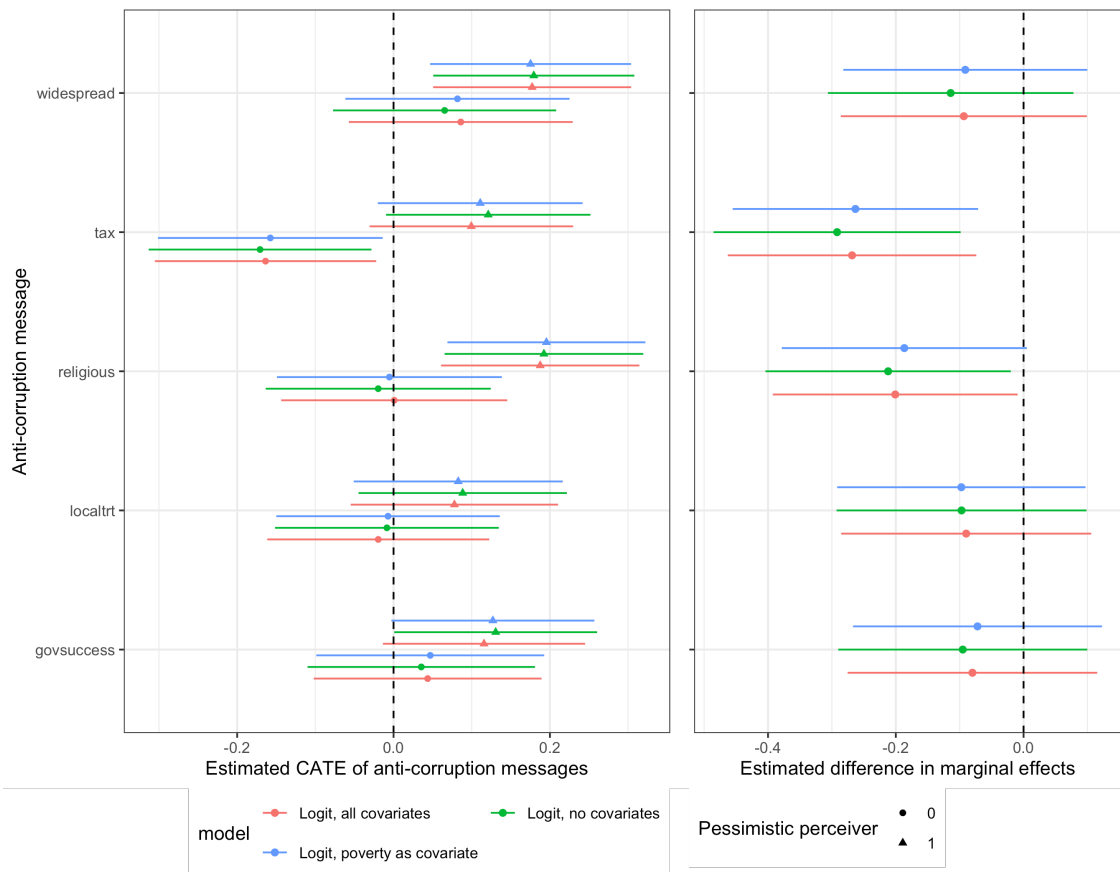 Anti-corruption message
widespread
tax
religious
localtrt
govsuccess
-0.2 0.0 0.2
Estimated CATE of anti-corruption messages
-0.4 -0.2 0.0
Estimated difference in marginal effects
model
Logit, all covariates
Logit, no covariates
Logit, poverty as covariate
Pessimistic perceiver
0
1